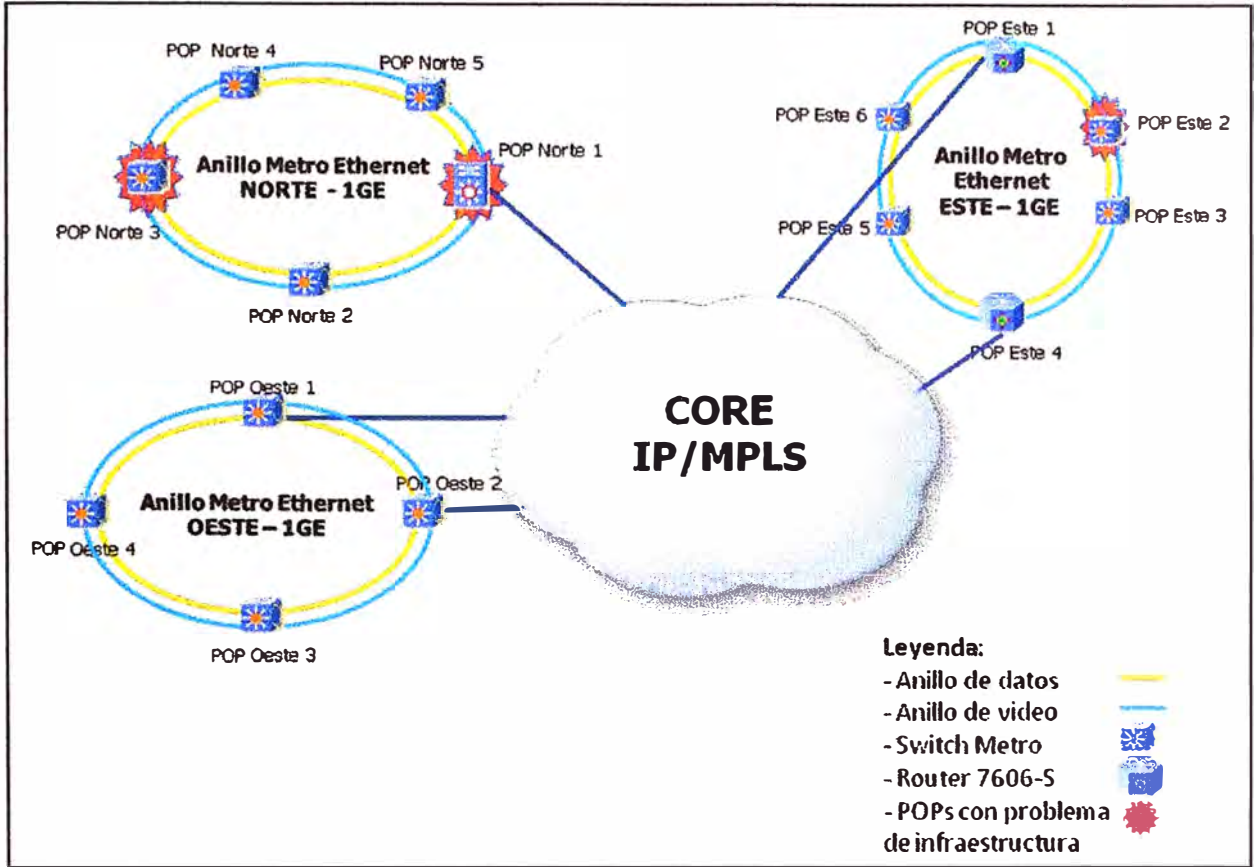 POP Norte 4
POP Norte 5
POP Norte 1
Anillo Metro Ethernet
NORTE - 1GE
POP Norte 3
POP Norte 2
POP Este 1
POP Este 6
POP Este 2
Anillo Metro
Ethernet
ESTE - 1GE
POP Este 5
POP Este 3
POP Este 4
POP Oeste 1
POP Oeste 2
Anillo Metro Ethernet
OESTE - 1GE
POP Oeste 4
POP Oeste 3
CORE
IP/MPLS
Leyenda:
- Anillo de datos
- Anillo de video
- Switch Metro
- Router 7606-S
- POPs con problema
de infraestructura